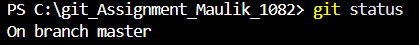 PS C:\git_Assignment_Maulik_1082> git status
On branch master